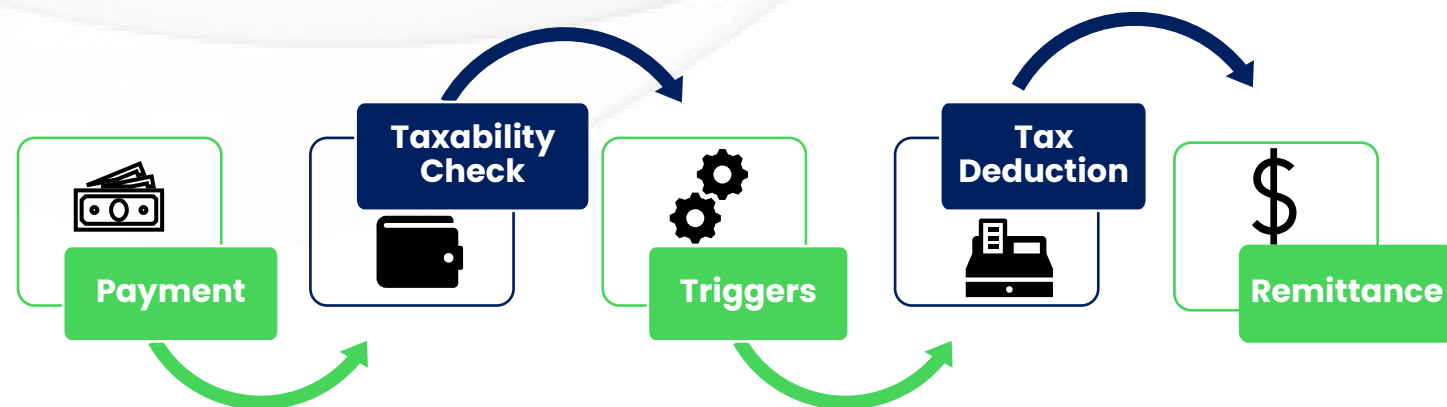 Payment
Taxability
Check
Triggers
Tax
Deduction
Remittance